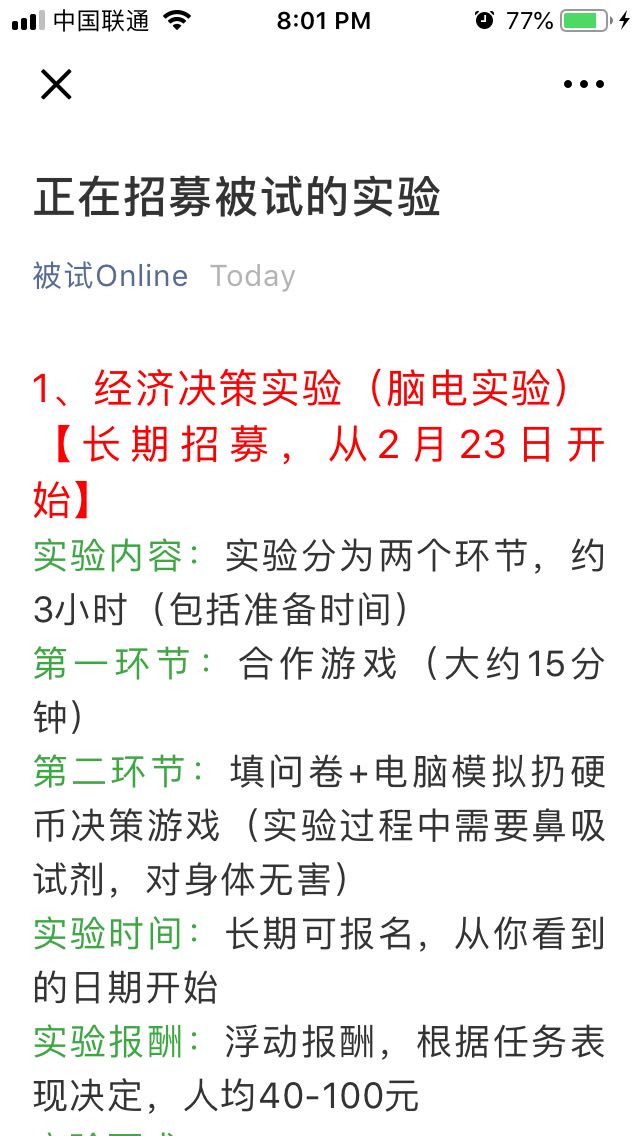 中国联通 8:01 PM 77%
正在招募被试的实验
被试Online Today
1、经济决策实验（脑电实验）
【长期招募，从2月23日开
始】
实验内容：实验分为两个环节，约
3小时（包括准备时间）
第一环节：合作游戏（大约15分
钟）
第二环节：填问卷+电脑模拟扔硬
币决策游戏（实验过程中需要鼻吸
试剂，对身体无害）
实验时间：长期可报名，从你看到
的日期开始
实验报酬：浮动报酬，根据任务表
现决定，人均40-100元